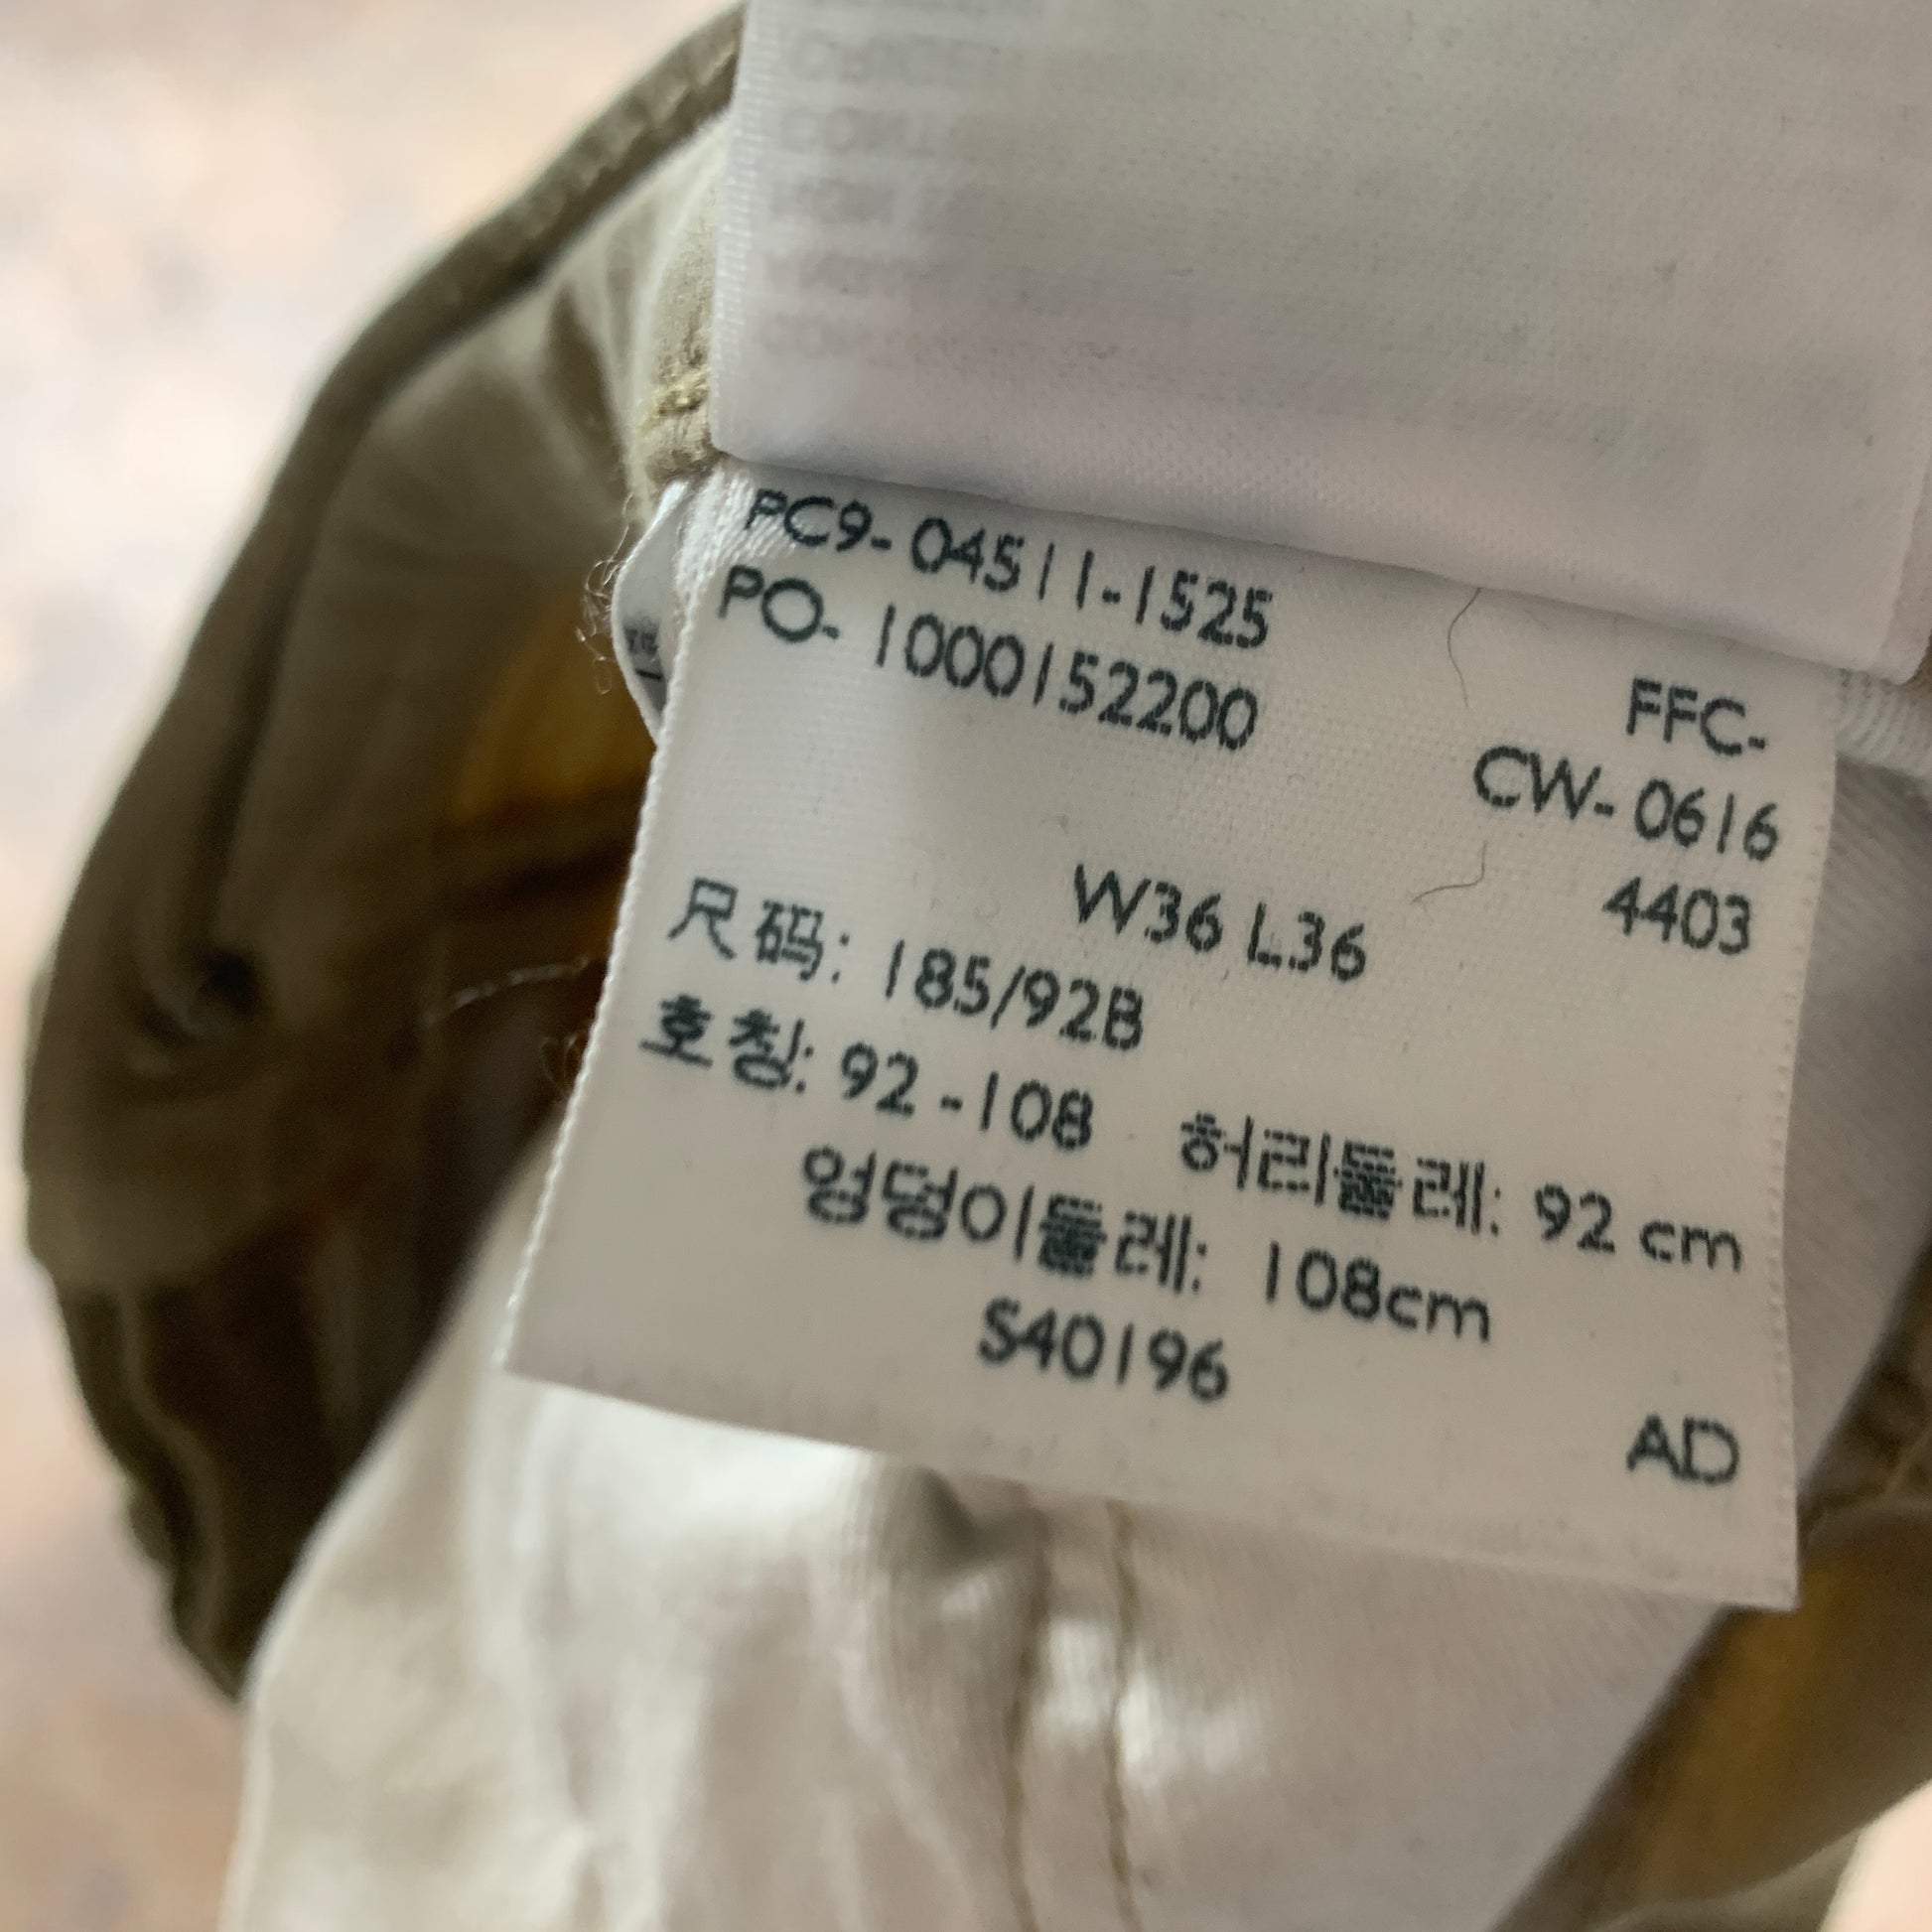 PC9- 04511-1525
PO- 1000152200
FFC-
CW- 0616
4403
W36 L36
尺码: 185/92B
호칭: 92 -108 허리둘레: 92 cm
엉덩이둘레: 108cm
S40196
AD